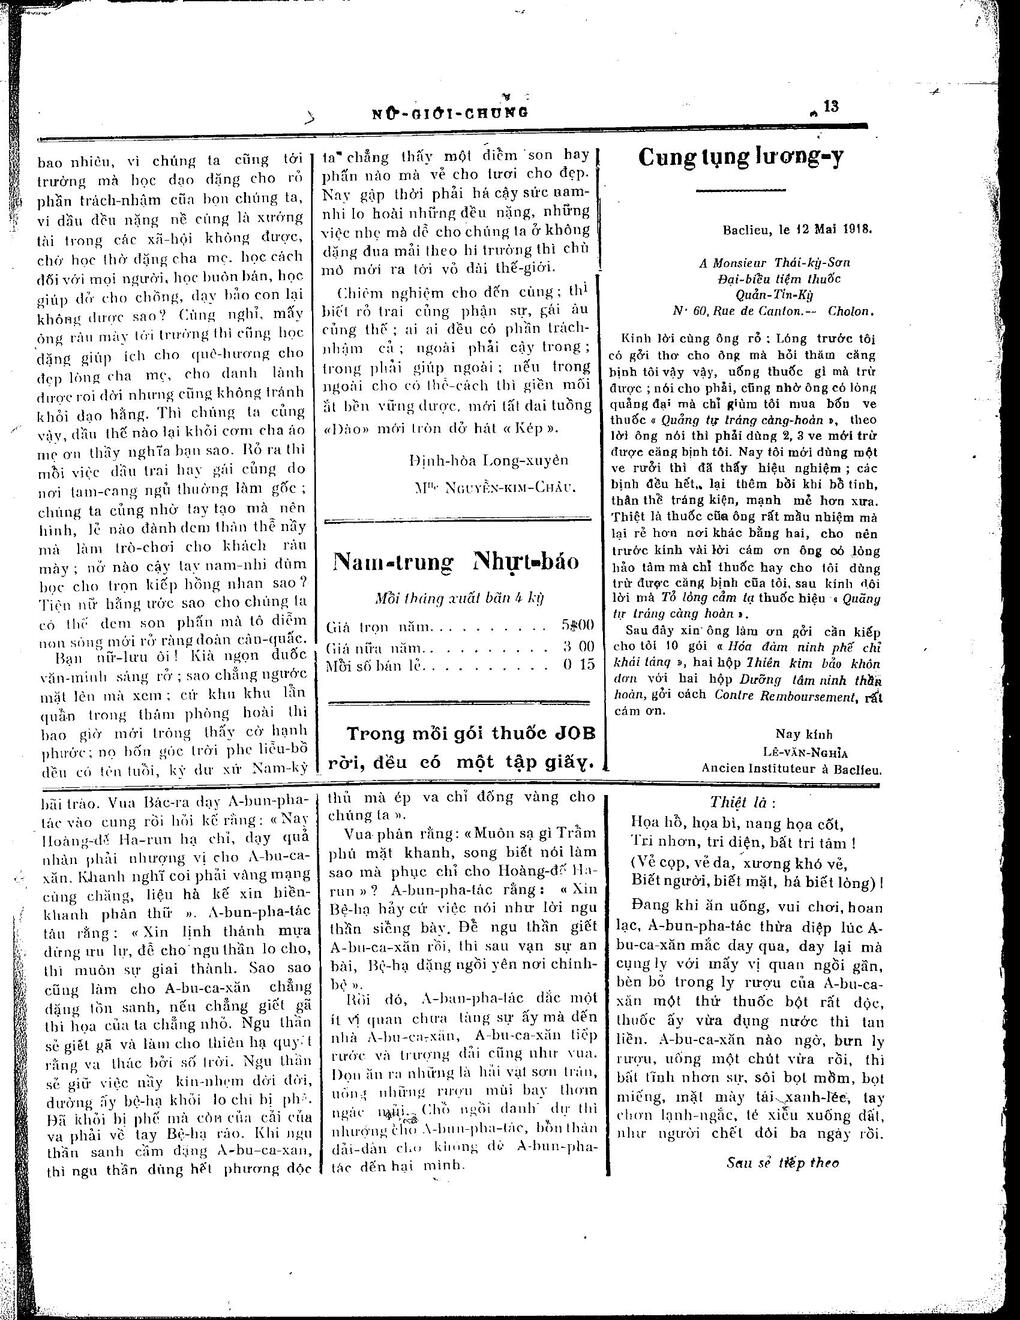 NỮ-GIỚI-CHUNG
13
bao nhiêu, vì chúng ta cũng tới
trường mà học đạo đặng cho rỏ
phần trách-nhậm của bọn chúng ta,
ví dầu đều nặng nề cùng là xướng
tài trong các xã-hội không được,
chớ học thờ đặng cha mẹ. học cách
đối với mọi người, học buôn bán, học
giúp đở cho chồng, dạy bảo con lại
không được sao? Cùng nghỉ, mấy
ông râu mày tới trường thì cũng học
đặng giúp ích cho quê-hương cho
đẹp lòng cha mẹ, cho danh lành
được roi dời nhưng cũng không tránh
khỏi đạo hằng. Thì chúng ta củng
vậy, dầu thế nào lại khỏi cơm cha áo
mẹ ơn thầy nghĩa bạn sao. Rỏ ra thì
mỗi việc dầu trai hay gái củng do
nơi tam-cang ngủ thường làm gốc;
chúng ta củng nhờ tay tạo mà nên
hình, lẻ nào đành đem thân thể nầy
mà làm trò-chơi cho khách râu
mày; nở nào cậy tay nam-nhi dùm
bọc cho trọn kiếp hồng nhan sao?
Tiện nữ hằng ước sao cho chúng ta
có thể đem son phấn mà tô điểm
non sông mới rở ràng đoàn cân-quắc.
Bạn nữ-lưu ôi! Kià ngọn đuốc
văn-minh sáng rở; sao chẳng ngước
mặt lên mà xem; cứ khu khu lẩn
quẩn trong thâm phòng hoài thì
bao giờ mới trông thấy cờ hạnh
phước; nọ bốn góc trời phe liễu-bồ
đều có tên tuổi, kỳ dư xứ Nam-kỳ
ta chẳng thấy một điểm son hay
phấn nào mà vẻ cho tươi cho đẹp.
Nay gặp thời phải há cậy sức nam-
nhi lo hoài những đều nặng, những
việc nhẹ mà dể cho chúng ta ở không
dặng đua mải theo hí trường thì chừ
mô mới ra tới vỏ đài thế-giới.
Chiêm nghiệm cho đến cùng; thì
biết rỏ trai củng phận sự, gái âu
củng thế; ai ai đều có phần trách-
nhậm cả; ngoài phải cậy trong;
trong phải giúp ngoài; nếu trong
ngoài cho có thể-cách thì giền mối
ắt bền vững được, mới tất dai tuồng
«Đào» mới tròn dở hát «Kép».
Định-hòa Long-xuyên
Mlle NGUYỄN-KIM-CHÂU.
Nam-trung Nhựt-báo
Mỗi tháng xuất bản 4 kỳ
Giá trọn năm. . . . . . . . . . 5$00
Giá nữa năm. . . . . . . . . . . 3 00
Mỗi số bán lẻ. . . . . . . . . . . 0 15
Trong mỗi gói thuốc JOB
rời, đều có một tập giấy.
Cung tụng lương-y
Baclieu, le 12 Mai 1918.
A Monsieur Thái-kỳ-Sơn
Đại-biểu tiệm thuốc
Quản-Tín-Kỳ
N· 60, Rue de Canton.-- Cholon.
Kính lời cùng ông rỏ: Lóng trước tôi
có gởi thơ cho ông mà hỏi thăm căng
bịnh tôi vậy vậy, uống thuốc gì mà trừ
được; nói cho phải, cũng nhờ ông có lòng
quảng đại mà chỉ giùm tôi mua bốn ve
thuốc «Quảng tự tráng càng-hoàn», theo
lời ông nói thì phải dùng 2, 3 ve mới trừ
được căng bịnh tôi. Nay tôi mới dùng một
ve rưởi thì đã thấy hiệu nghiệm; các
bịnh đều hết,, lại thêm bồi khí bổ tinh,
thân thể tráng kiện, mạnh mẻ hơn xưa.
Thiệt là thuốc của ông rất mầu nhiệm mà
lại rẻ hơn nơi khác bằng hai, cho nên
trước kính vài lời cám ơn ông có lòng
hảo tâm mà chỉ thuốc hay cho tôi dùng
trừ được căng bịnh của tôi, sau kính đôi
lời mà Tỏ lòng cảm tạ thuốc hiệu «Quảng
tự tráng càng hoàn».
Sau đây xin ông làm ơn gởi cần kiếp
cho tôi 10 gói «Hóa đàm ninh phế chỉ
khái tảng», hai hộp Thiên kim bảo khôn
đơn với hai hộp Dưỡng tâm ninh thần
hoàn, gởi cách Contre Remboursement, rất
cám ơn.
Nay kính
LÊ-VĂN-NGHĨA
Ancien Instituteur à Baclieu.
bãi trào. Vua Bác-ra dạy A-bun-pha-
tác vào cung rồi hỏi kế rằng: «Nay
Hoàng-đế Ha-run hạ chỉ, dạy quả
nhân phải nhượng vị cho A-bu-ca-
xăn. Khanh nghĩ coi phải vâng mạng
cùng chăng, liệu hà kế xin hiền-
khanh phân thử». A-bun-pha-tác
tâu rằng: «Xin lịnh thánh mựa
đừng ưu lự, để cho ngu thần lo cho,
thì muôn sự giai thành. Sao sao
cũng làm cho A-bu-ca-xăn chẳng
đặng tồn sanh, nếu chẳng giết gã
thì họa của ta chẳng nhỏ. Ngu thần
sẻ giết gã và làm cho thiên hạ quyết
rằng va thác bởi số trời. Ngu thần
sẻ giữ việc nầy kín-nhẹm đời đời,
dường ấy bệ-hạ khỏi lo chi bị phế.
Đã khỏi bị phế mà còn của cải của
va phải về tay Bệ-hạ ráo. Khi ngu
thần sanh cầm đặng A-bu-ca-xan,
thì ngu thần dùng hết phương độc
thủ mà ép va chỉ đống vàng cho
chúng ta».
Vua phán rằng: «Muôn sạ gì Trẫm
phú mặt khanh, song biết nói làm
sao mà phục chỉ cho Hoàng-đế Ha-
run»? A-bun-pha-tác rằng: «Xin
Bệ-hạ hảy cứ việc nói như lời ngu
thần siềng bày. Để ngu thần giết
A-bu-ca-xăn rồi, thì sau vạn sự an
bài, Bệ-hạ đặng ngồi yên nơi chính-
bệ».
Rồi đó, A-bun-pha-tác dắc một
ít vị quan chưa tằng sự ấy mà đến
nhà A-bu-ca-xăn, A-bu-ca-xăn tiếp
rước và trượng đải cũng như vua.
Dọn ăn ra những là hải vật sơn trân,
uống những rượu mùi bay thơm
ngác ngải. Chổ ngồi danh dự thì
nhượng cho A-bun-pha-tác, bổn thân
dải-dân cho không dè A-bun-pha-
tác đến hại mình.
Thiệt là:
Họa hổ, họa bì, nang họa cốt,
Tri nhơn, tri diện, bất tri tâm!
(Vẻ cọp, vẻ da, xương khó vẻ,
Biết người, biết mặt, há biết lòng)!
Đang khi ăn uống, vui chơi, hoan
lạc, A-bun-pha-tác thừa diệp lúc A-
bu-ca-xăn mắc day qua, day lại mà
cụng ly với mấy vị quan ngồi gần,
bèn bỏ trong ly rượu của A-bu-ca-
xăn một thứ thuốc bột rất độc,
thuốc ấy vừa đụng nước thì tan
liền. A-bu-ca-xăn nào ngờ, bưn ly
rượu, uống một chút vừa rồi, thì
bất tĩnh nhơn sự, sôi bọt mồm, bọt
miếng, mặt mày tái xanh-léc, tay
chơn lạnh-ngắc, té xiểu xuống đất,
như người chết đôi ba ngày rồi.
Sau sẻ tiếp theo